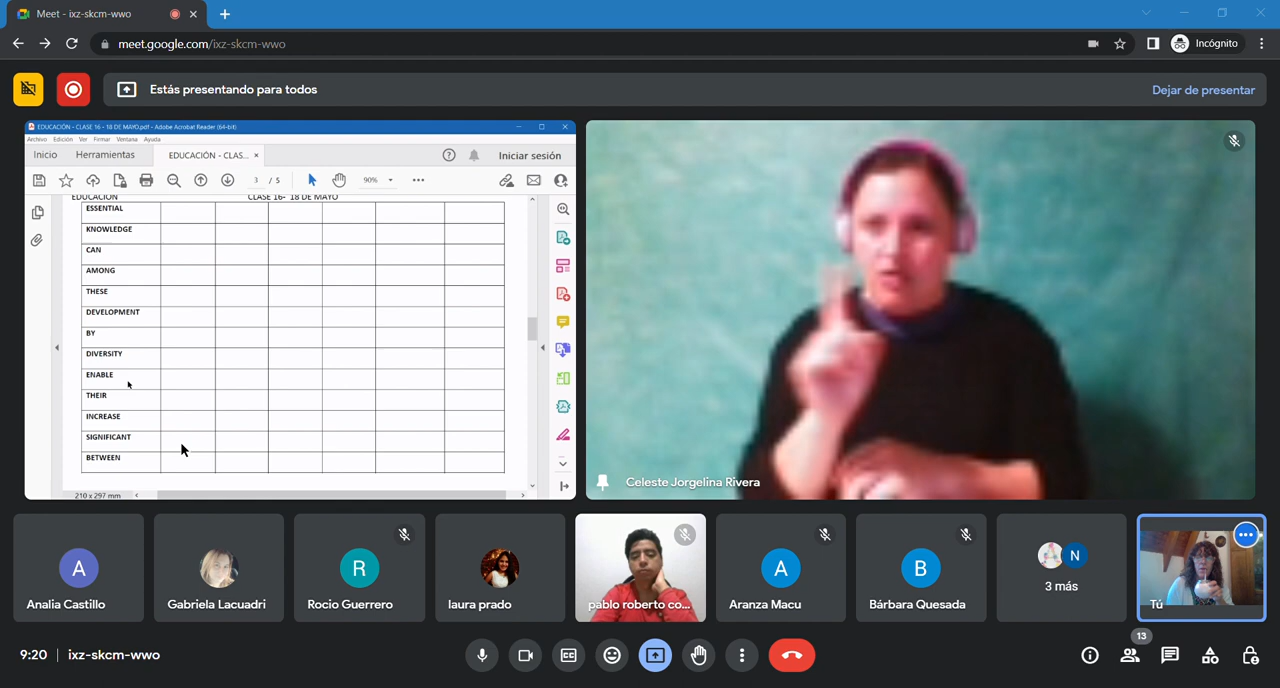 Meet - ixz-skcm-wwo
meet.google.com/ixz-skcm-wwo
Incógnito
Estás presentando para todos
Dejar de presentar
EDUCACIÓN - CLASE 16 - 18 DE MAYO.pdf - Adobe Acrobat Reader (64-bit)
Archivo Edición Ver Firmar Ventana Ayuda
Inicio Herramientas EDUCACIÓN - CLAS... Iniciar sesión
3 / 5 90%
EDUCACIÓN CLASE 16- 18 DE MAYO
ESSENTIAL
KNOWLEDGE
CAN
AMONG
THESE
DEVELOPMENT
BY
DIVERSITY
ENABLE
THEIR
INCREASE
SIGNIFICANT
BETWEEN
210 x 297 mm
Celeste Jorgelina Rivera
A
Analia Castillo
Gabriela Lacuadri
R
Rocio Guerrero
laura prado
pablo roberto co...
A
Aranza Macu
B
Bárbara Quesada
N
3 más
Tú
9:20 ixz-skcm-wwo
13